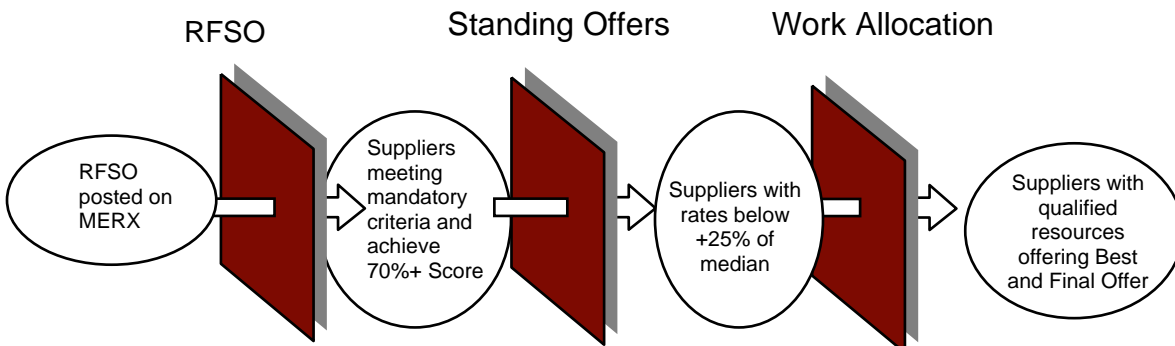 RFSO
Standing Offers
Work Allocation
RFSO
posted on
MERX
Suppliers
meeting
mandatory
criteria and
achieve
70%+ Score
Suppliers with
rates below
+25% of
median
Suppliers with
qualified
resources
offering Best
and Final Offer